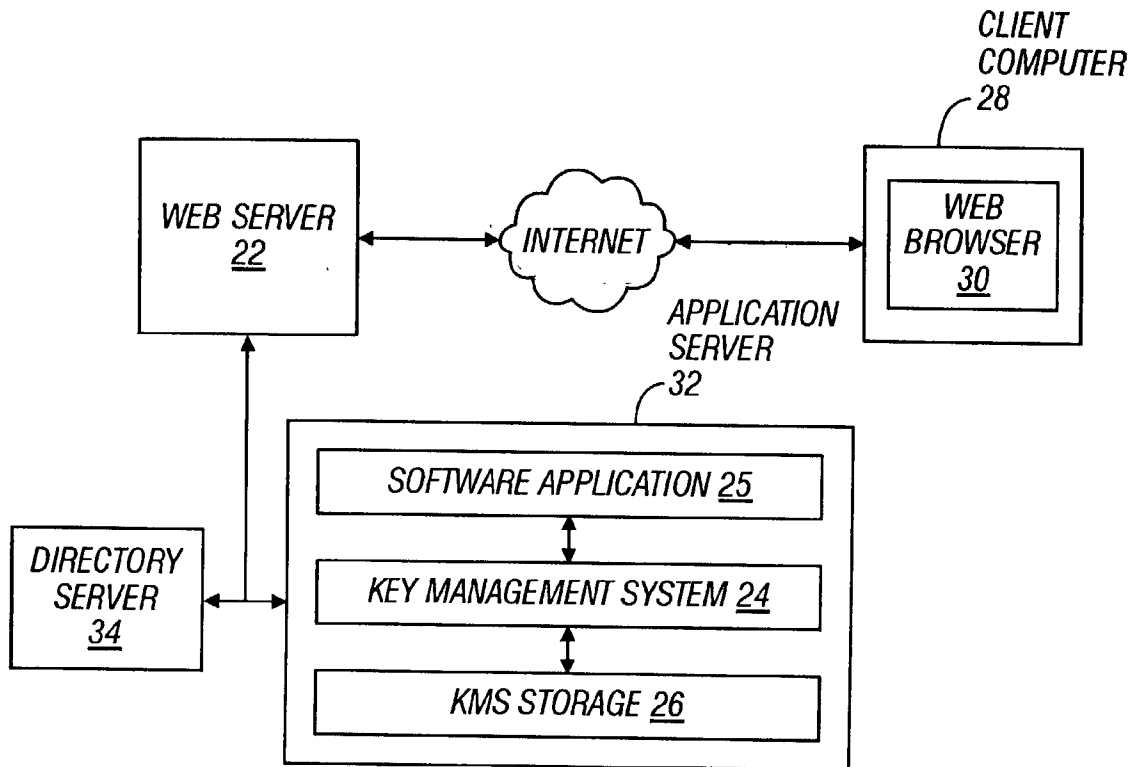 CLIENT
COMPUTER
28
WEB SERVER
22
INTERNET
WEB
BROWSER
30
APPLICATION
SERVER
32
SOFTWARE APPLICATION 25
DIRECTORY
SERVER
34
KEY MANAGEMENT SYSTEM 24
KMS STORAGE 26